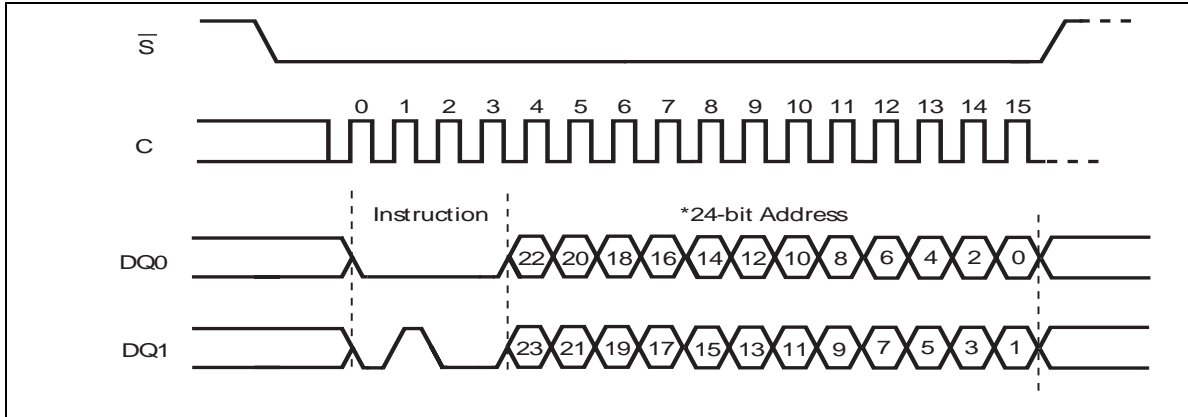 S
0 1 2 3 4 5 6 7 8 9 10 11 12 13 14 15
C
Instruction *24-bit Address
DQ0 22 20 18 16 14 12 10 8 6 4 2 0
DQ1 23 21 19 17 15 13 11 9 7 5 3 1